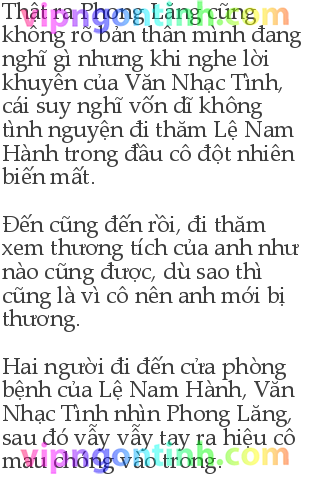 Thật ra Phong Lăng cũng
không rõ bản thân mình đang
nghĩ gì nhưng khi nghe lời
khuyên của Văn Nhạc Tình,
cái suy nghĩ vốn dĩ không
tình nguyện đi thăm Lệ Nam
Hành trong đầu cô đột nhiên
biến mất.
Đến cũng đến rồi, đi thăm
xem thương tích của anh như
nào cũng được, dù sao thì
cũng là vì cô nên anh mới bị
thương.
Hai người đi đến cửa phòng
bệnh của Lệ Nam Hành, Văn
Nhạc Tình nhìn Phong Lăng,
sau đó vẫy vẫy tay ra hiệu cô
mau chóng vào trong.
vipngontinh.com
vipngontinh.com